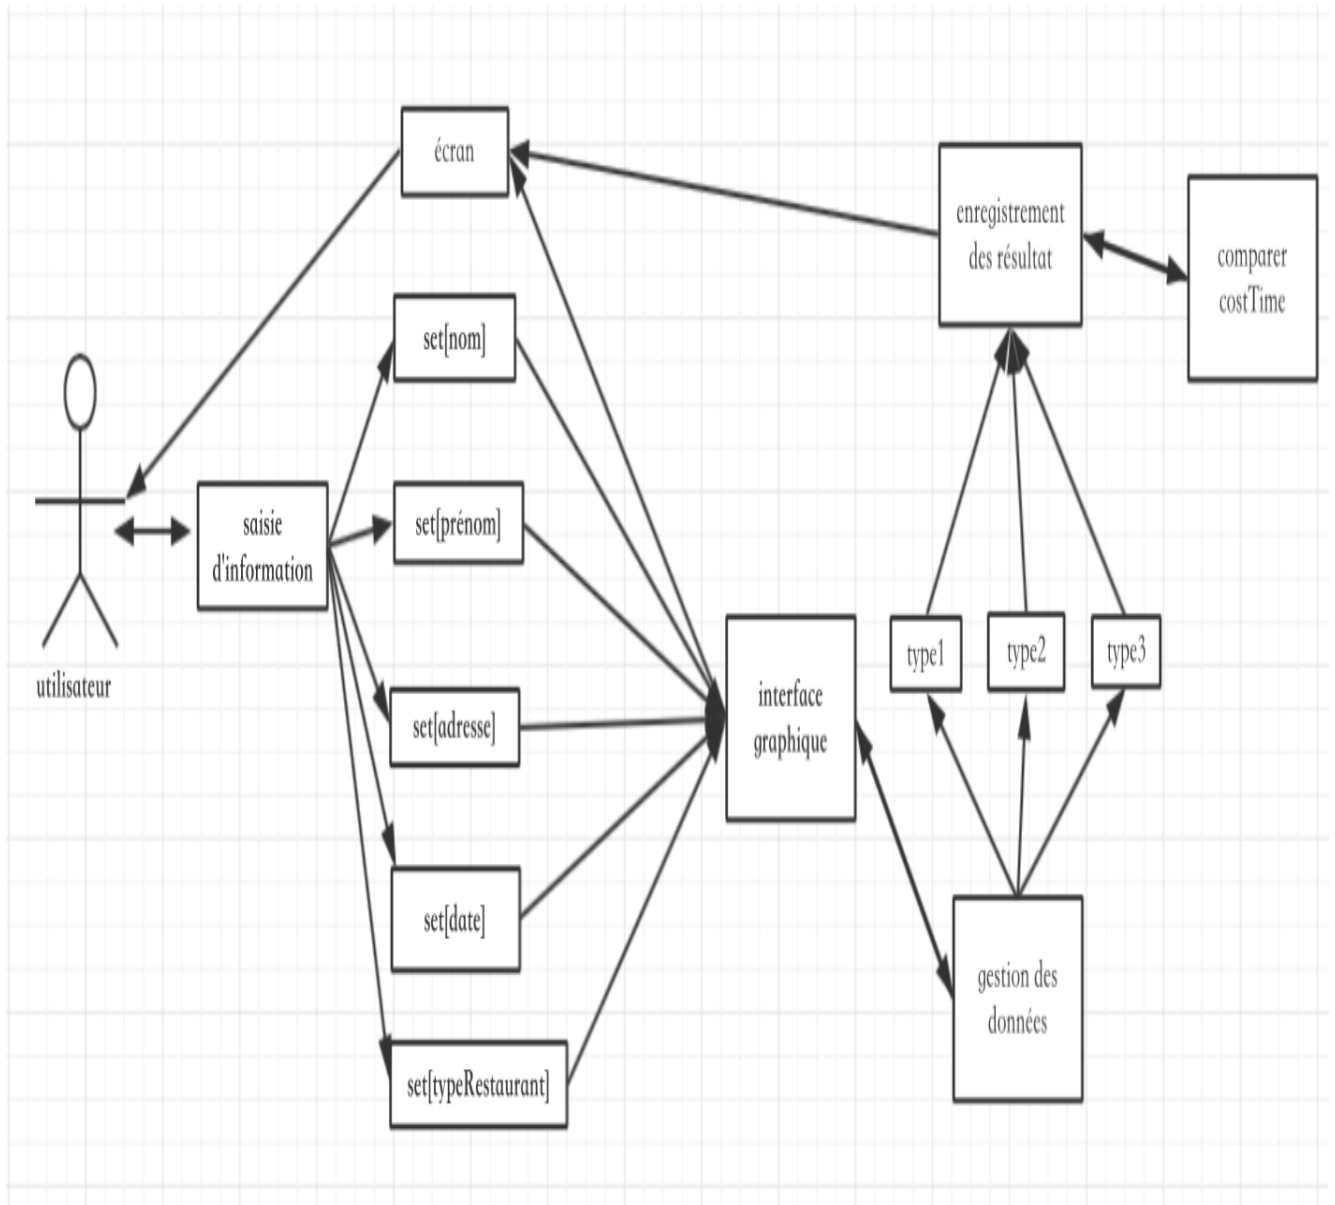 écran
enregistrement
des résultat
comparer
costTime
set[nom]
saisie
d'information
set[prénom]
utilisateur
set[adresse]
interface
graphique
type1
type2
type3
set[date]
gestion des
données
set[typeRestaurant]